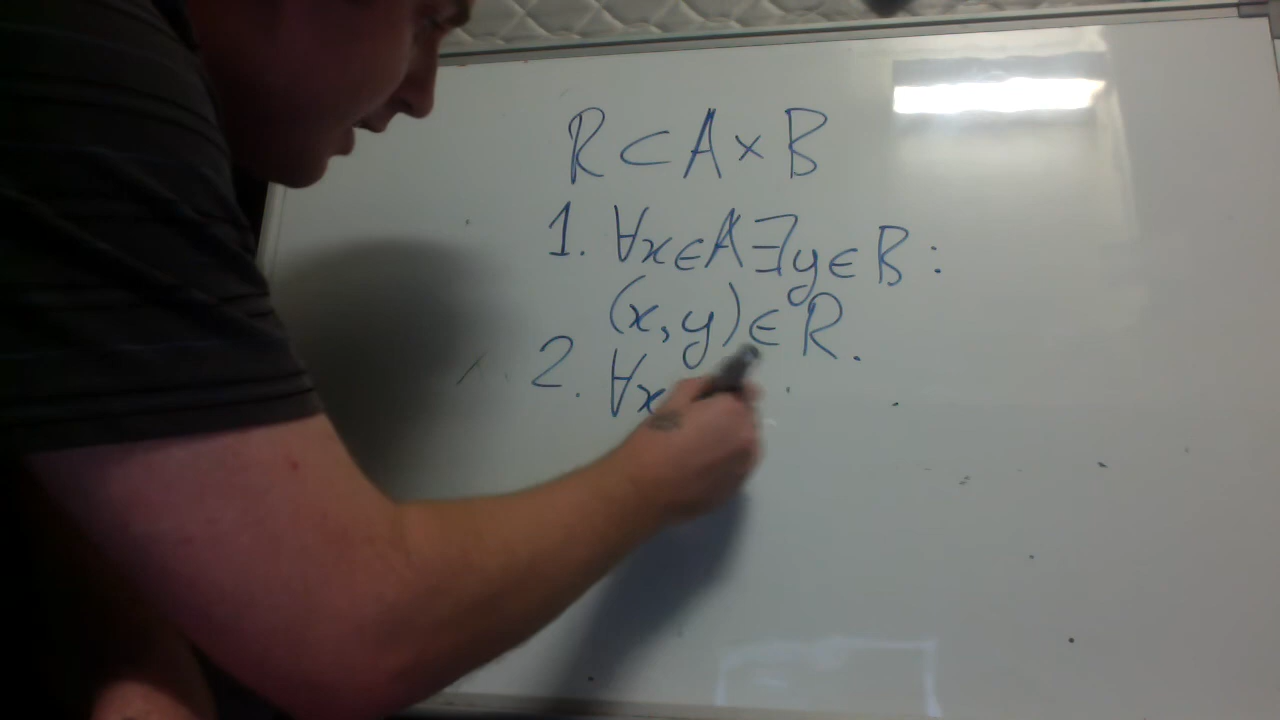 R ⊂ A × B
1. ∀x∈A ∃y∈B:
(x,y)∈R.
2. ∀x